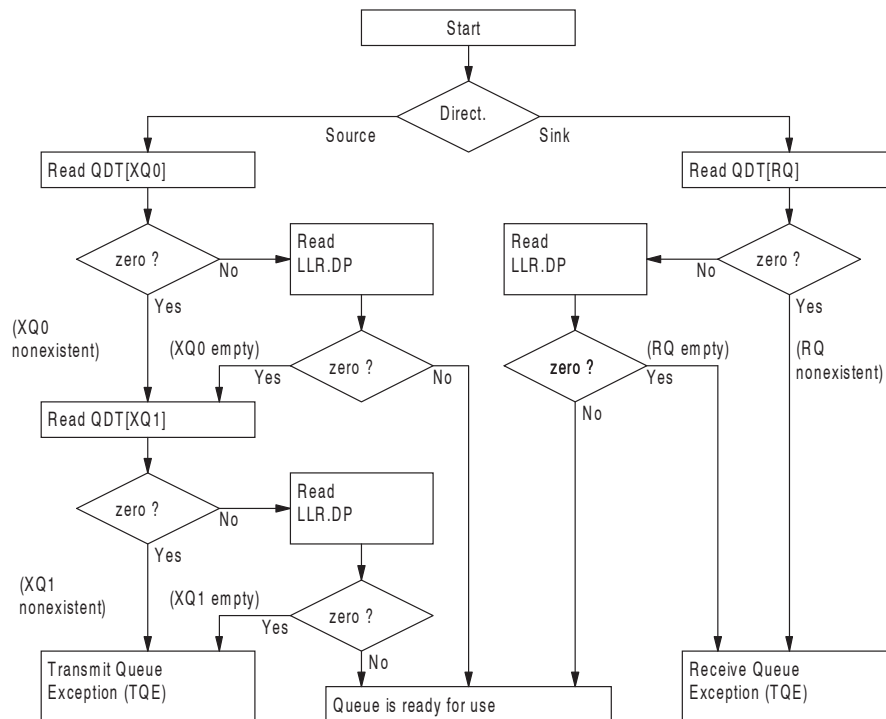 Start
Direct.
Source
Sink
Read QDT[XQ0]
Read QDT[RQ]
zero ?
No
Yes
Read
LLR.DP
Read
LLR.DP
zero ?
No
Yes
(XQ0
nonexistent)
(XQ0 empty)
Yes
zero ?
No
zero ?
(RQ empty)
Yes
No
(RQ
nonexistent)
Read QDT[XQ1]
zero ?
No
Yes
Read
LLR.DP
(XQ1
nonexistent)
(XQ1 empty)
Yes
zero ?
No
Transmit Queue
Exception (TQE)
Queue is ready for use
Receive Queue
Exception (TQE)